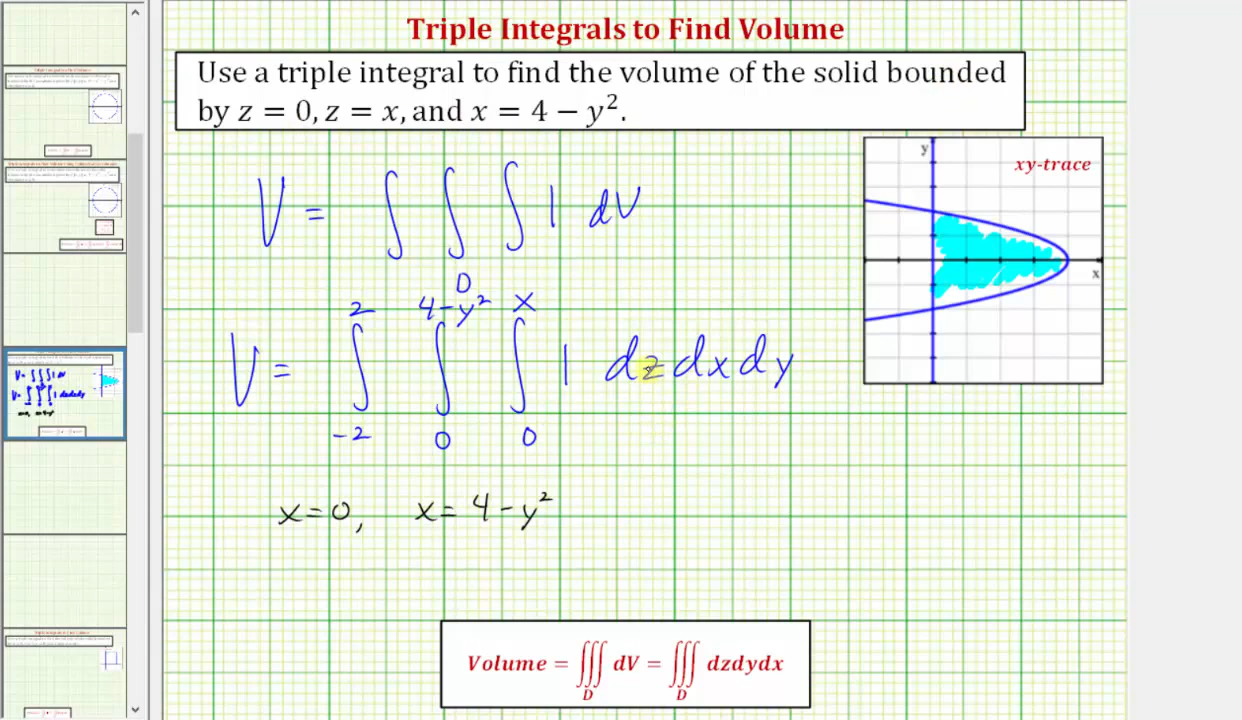 Triple Integrals to Find Volume
Use a triple integral to find the volume of the solid bounded
by z = 0, z = x, and x = 4 − y².
y
xy-trace
x
V = ∫ ∫ ∫ 1 dV
D
2 4-y² x
V = ∫ ∫ ∫ 1 dz dx dy
-2 0 0
x=0, x= 4-y²
Volume = ∭ dV = ∭ dzdydx
D D